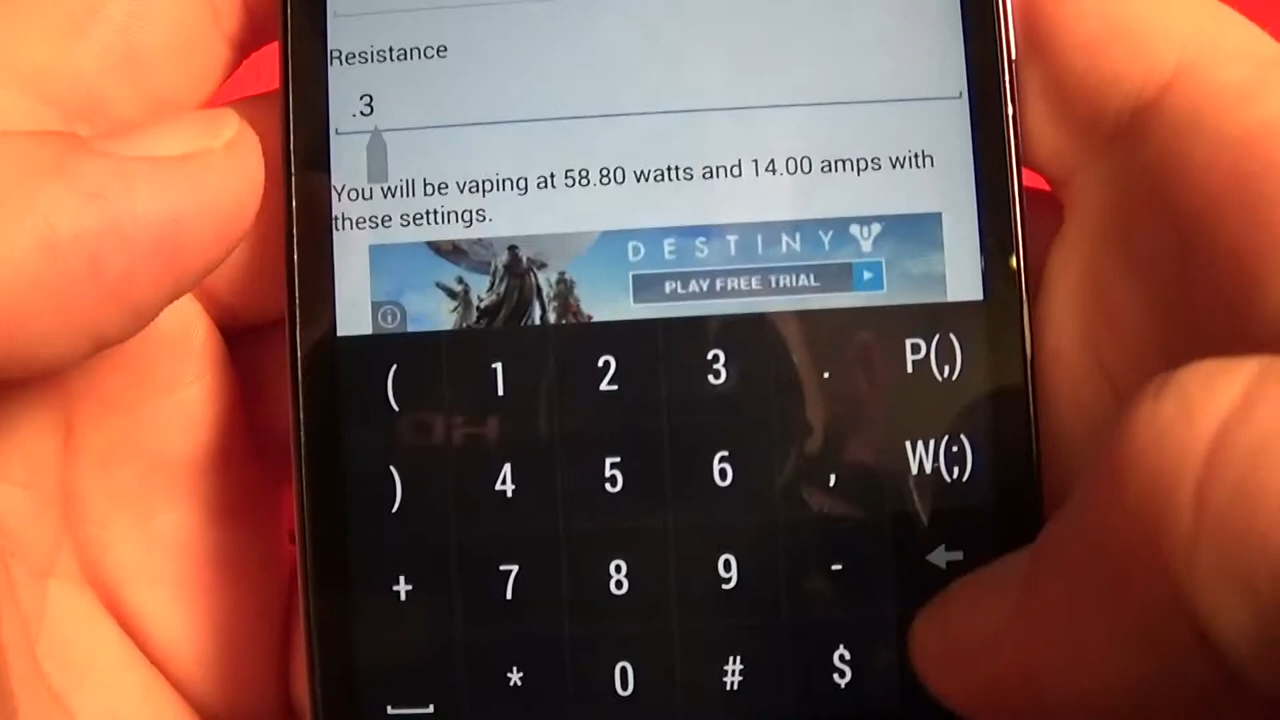 Resistance
.3
You will be vaping at 58.80 watts and 14.00 amps with
these settings.
DESTINY
PLAY FREE TRIAL
( 1 2 3 . P(,)
) 4 5 6 , W(;)
+ 7 8 9 -
* 0 # $